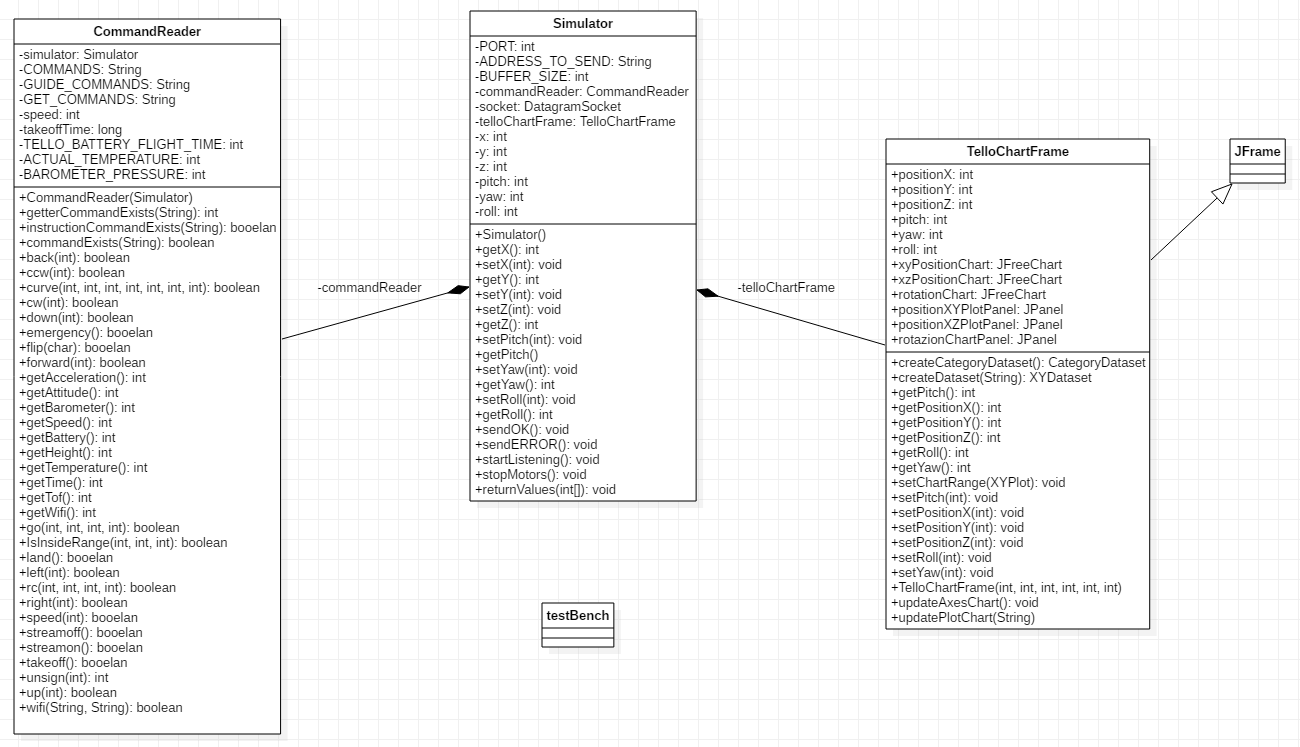 CommandReader
-simulator: Simulator
-COMMANDS: String
-GUIDE_COMMANDS: String
-GET_COMMANDS: String
-speed: int
-takeoffTime: long
-TELLO_BATTERY_FLIGHT_TIME: int
-ACTUAL_TEMPERATURE: int
-BAROMETER_PRESSURE: int
+CommandReader(Simulator)
+getterCommandExists(String): int
+instructionCommandExists(String): booelan
+commandExists(String): boolean
+back(int): boolean
+ccw(int): boolean
+curve(int, int, int, int, int, int, int): boolean
+cw(int): boolean
+down(int): boolean
+emergency(): booelan
+flip(char): booelan
+forward(int): boolean
+getAcceleration(): int
+getAttitude(): int
+getBarometer(): int
+getSpeed(): int
+getBattery(): int
+getHeight(): int
+getTemperature(): int
+getTime(): int
+getTof(): int
+getWifi(): int
+go(int, int, int, int): boolean
+IsInsideRange(int, int, int): boolean
+land(): booelan
+left(int): boolean
+rc(int, int, int, int): boolean
+right(int): boolean
+speed(int): booelan
+streamoff(): booelan
+streamon(): booelan
+takeoff(): booelan
+unsign(int): int
+up(int): boolean
+wifi(String, String): boolean
-commandReader
Simulator
-PORT: int
-ADDRESS_TO_SEND: String
-BUFFER_SIZE: int
-commandReader: CommandReader
-socket: DatagramSocket
-telloChartFrame: TelloChartFrame
-x: int
-y: int
-z: int
-pitch: int
-yaw: int
-roll: int
+Simulator()
+getX(): int
+setX(int): void
+getY(): int
+setY(int): void
+setZ(int): void
+getZ(): int
+setPitch(int): void
+getPitch()
+setYaw(int): void
+getYaw(): int
+setRoll(int): void
+getRoll(): int
+sendOK(): void
+sendERROR(): void
+startListening(): void
+stopMotors(): void
+returnValues(int[]): void
testBench
-telloChartFrame
TelloChartFrame
+positionX: int
+positionY: int
+positionZ: int
+pitch: int
+yaw: int
+roll: int
+xyPositionChart: JFreeChart
+xzPositionChart: JFreeChart
+rotationChart: JFreeChart
+positionXYPlotPanel: JPanel
+positionXZPlotPanel: JPanel
+rotazionChartPanel: JPanel
+createCategoryDataset(): CategoryDataset
+createDataset(String): XYDataset
+getPitch(): int
+getPositionX(): int
+getPositionY(): int
+getPositionZ(): int
+getRoll(): int
+getYaw(): int
+setChartRange(XYPlot): void
+setPitch(int): void
+setPositionX(int): void
+setPositionY(int): void
+setPositionZ(int): void
+setRoll(int): void
+setYaw(int): void
+TelloChartFrame(int, int, int, int, int, int)
+updateAxesChart(): void
+updatePlotChart(String)
JFrame